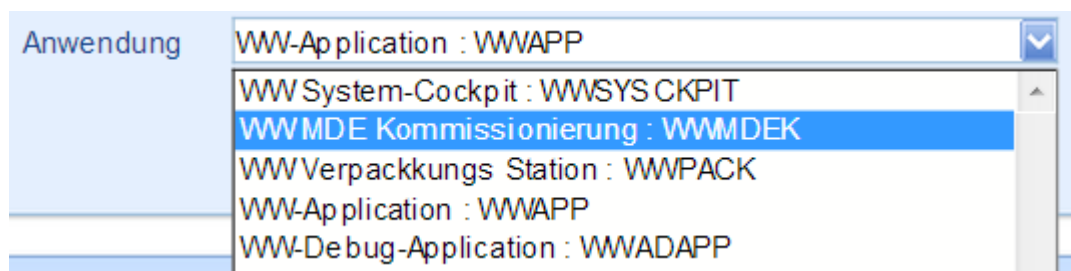 Anwendung WW-Application : WWAPP
WW System-Cockpit : WWSYSCKPIT
WW MDE Kommissionierung : WWMDEK
WW Verpackkungs Station : WWPACK
WW-Application : WWAPP
WW-Debug-Application : WWADAPP